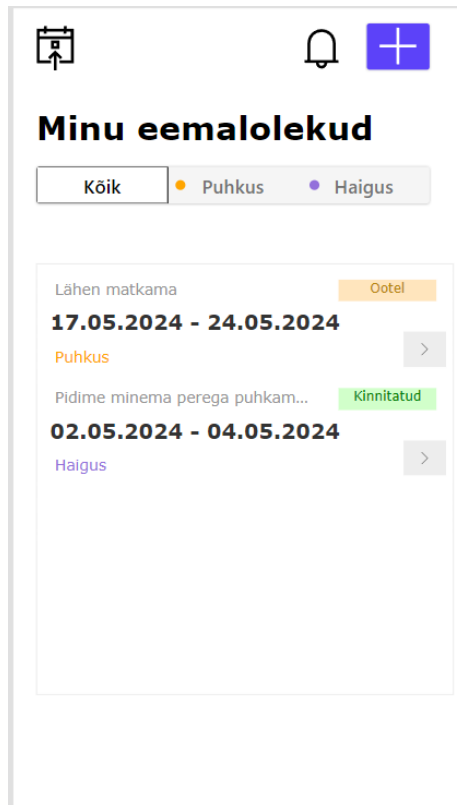 Minu eemalolekud
Kõik Puhkus Haigus
Lähen matkama Ootel
17.05.2024 - 24.05.2024
Puhkus
Pidime minema perega puhkam... Kinnitatud
02.05.2024 - 04.05.2024
Haigus